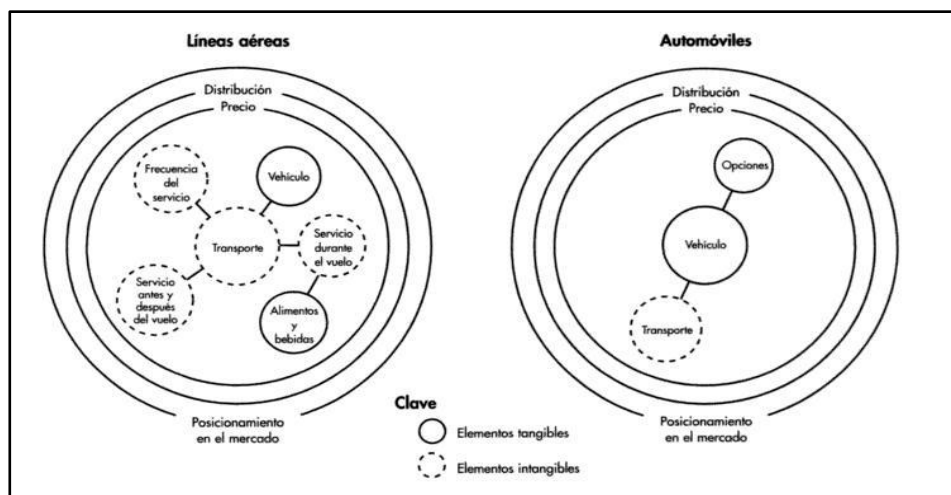 Líneas aéreas
Distribución
Precio
Frecuencia
del
servicio
Vehículo
Transporte
Servicio
durante
el vuelo
Servicio
antes y
después
del vuelo
Alimentos
y
bebidas
Posicionamiento
en el mercado
Automóviles
Distribución
Precio
Opciones
Vehículo
Transporte
Posicionamiento
en el mercado
Clave
Elementos tangibles
Elementos intangibles